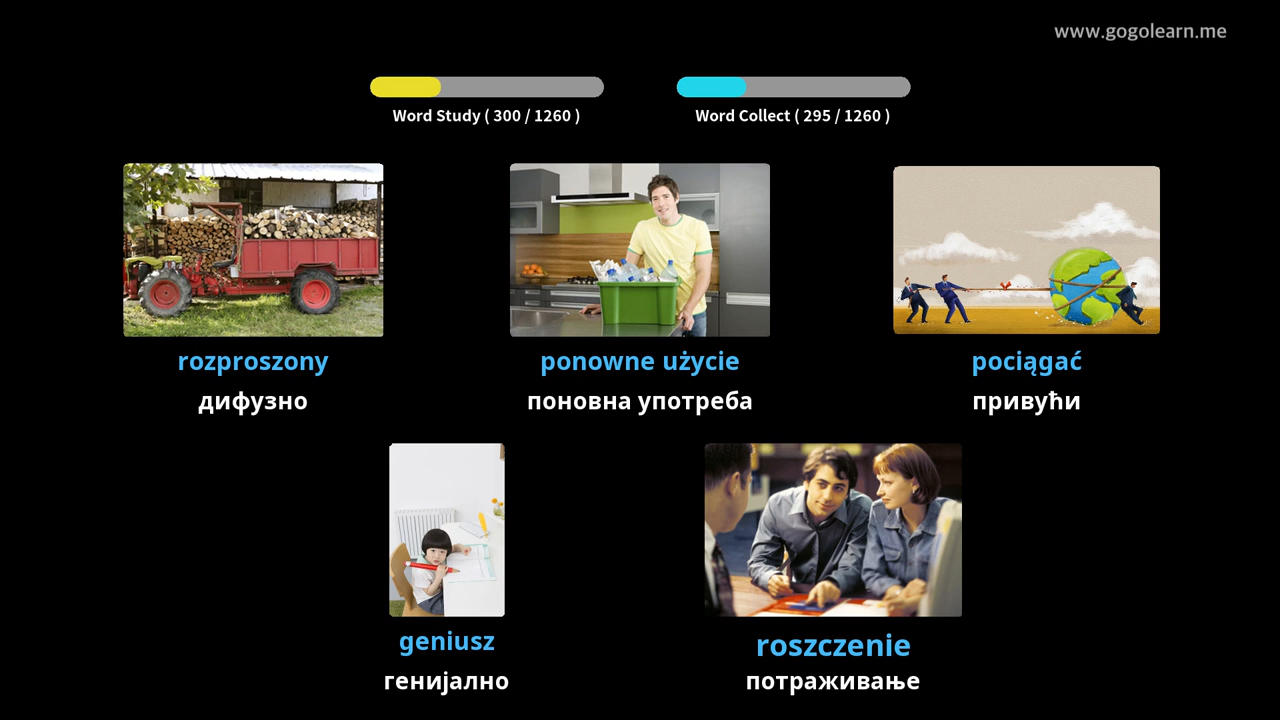 www.gogolearn.me
Word Study ( 300 / 1260 )
Word Collect ( 295 / 1260 )
rozproszony
дифузно
ponowne użycie
поновна употреба
pociągać
привући
geniusz
генијално
roszczenie
потраживање